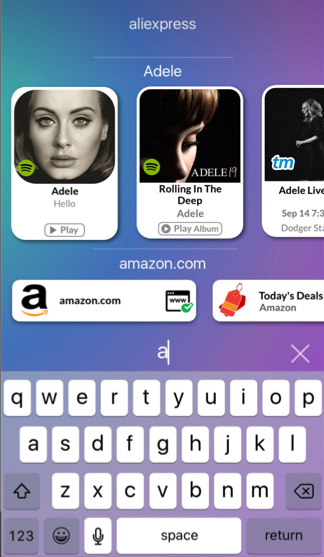 aliexpress
Adele
ADELE 19
tm
Adele
Hello
Play
Rolling In The
Deep
Adele
Play Album
Adele Live
Sep 14 7:3
Dodger Sta
amazon.com
a
amazon.com
www
Today's Deals
Amazon
a
q w e r t y u i o p
a s d f g h j k l
z x c v b n m
123 space return